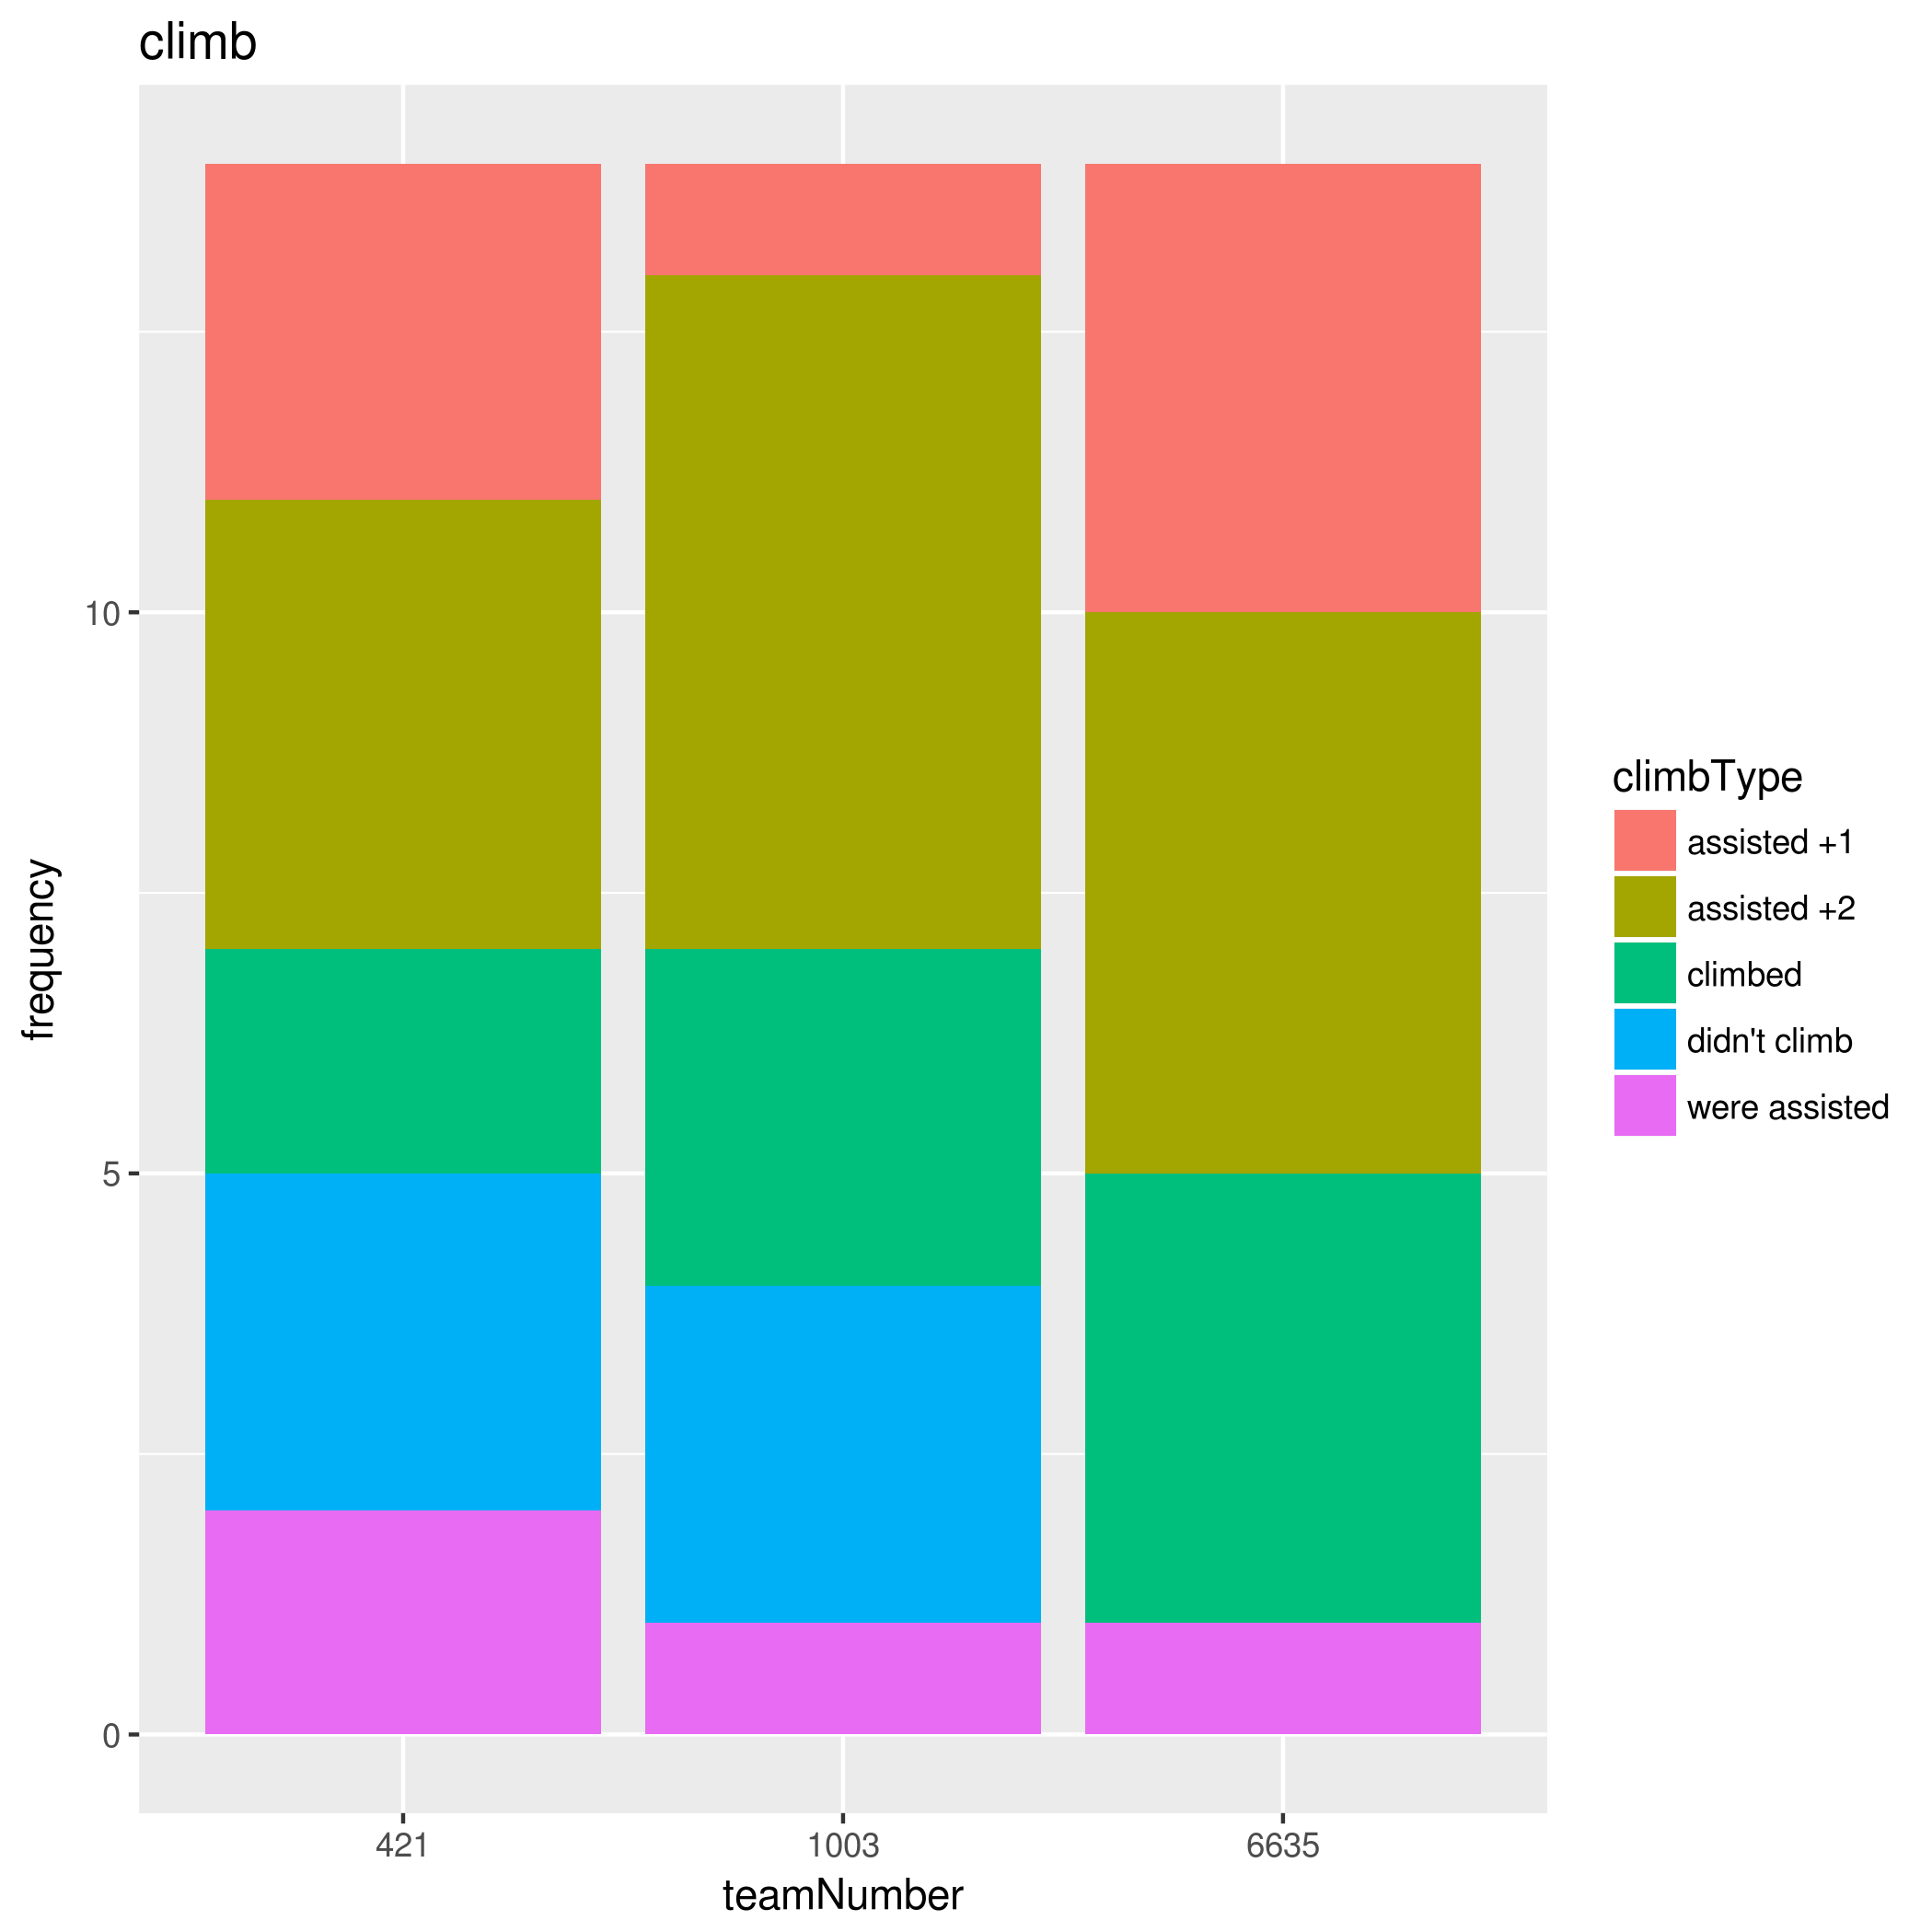 climb
frequency
10
5
0
421 1003 6635
teamNumber
climbType
assisted +1
assisted +2
climbed
didn't climb
were assisted